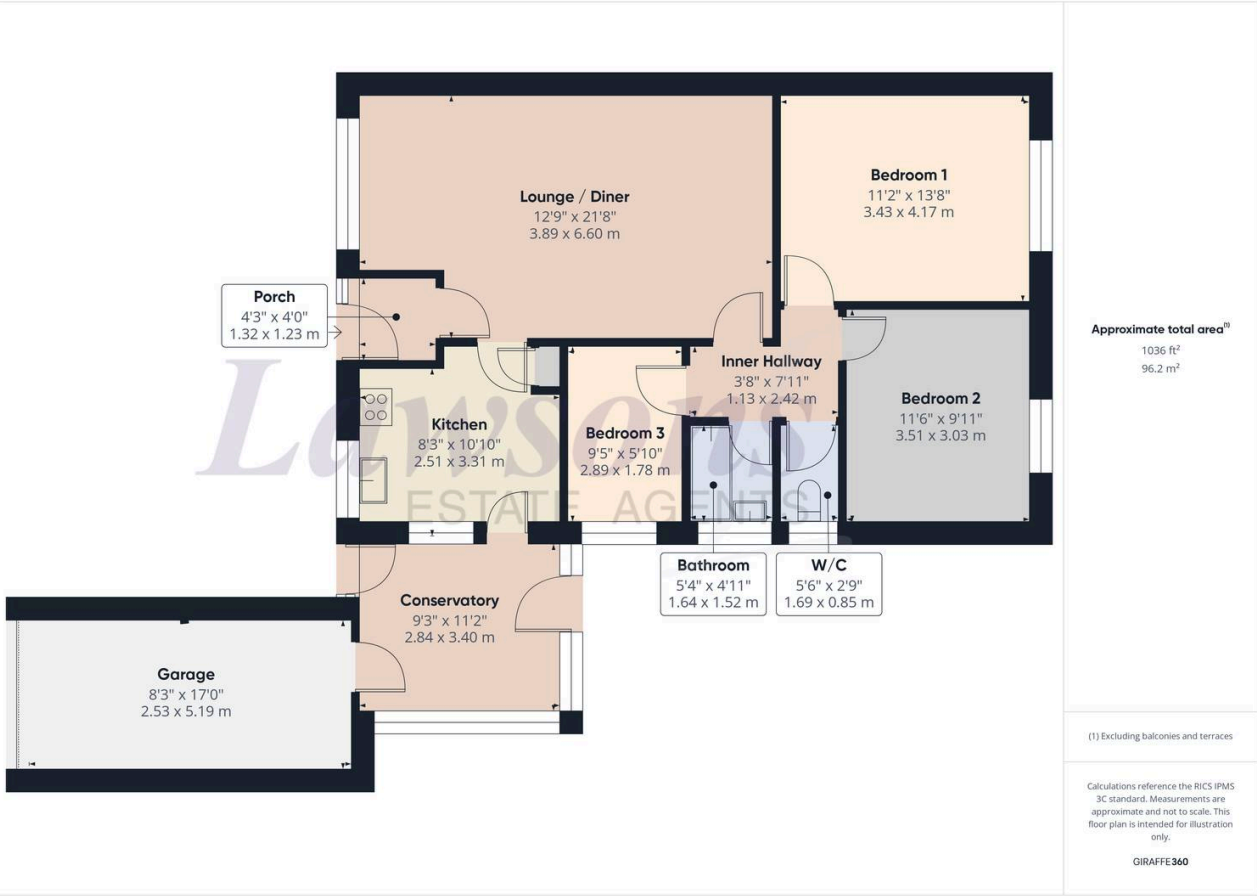 Lounge / Diner
12'9" x 21'8"
3.89 x 6.60 m
Bedroom 1
11'2" x 13'8"
3.43 x 4.17 m
Porch
4'3" x 4'0"
1.32 x 1.23 m
Inner Hallway
3'8" x 7'11"
1.13 x 2.42 m
Bedroom 2
11'6" x 9'11"
3.51 x 3.03 m
Kitchen
8'3" x 10'10"
2.51 x 3.31 m
Bedroom 3
9'5" x 5'10"
2.89 x 1.78 m
Lawsons
ESTATE AGENTS
Bathroom
5'4" x 4'11"
1.64 x 1.52 m
W/C
5'6" x 2'9"
1.69 x 0.85 m
Conservatory
9'3" x 11'2"
2.84 x 3.40 m
Garage
8'3" x 17'0"
2.53 x 5.19 m
Approximate total area(1)
1036 ft²
96.2 m²
(1) Excluding balconies and terraces
Calculations reference the RICS IPMS
3C standard. Measurements are
approximate and not to scale. This
floor plan is intended for illustration
only.
GIRAFFE360